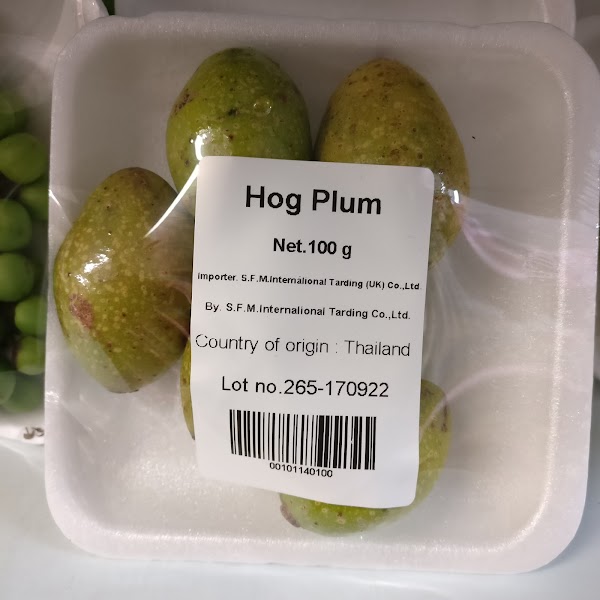 Hog Plum
Net.100 g
Importer. S.F.M.International Tarding (UK) Co.,Ltd.
By. S.F.M.International Tarding Co.,Ltd.
Country of origin : Thailand
Lot no.265-170922
00101140100